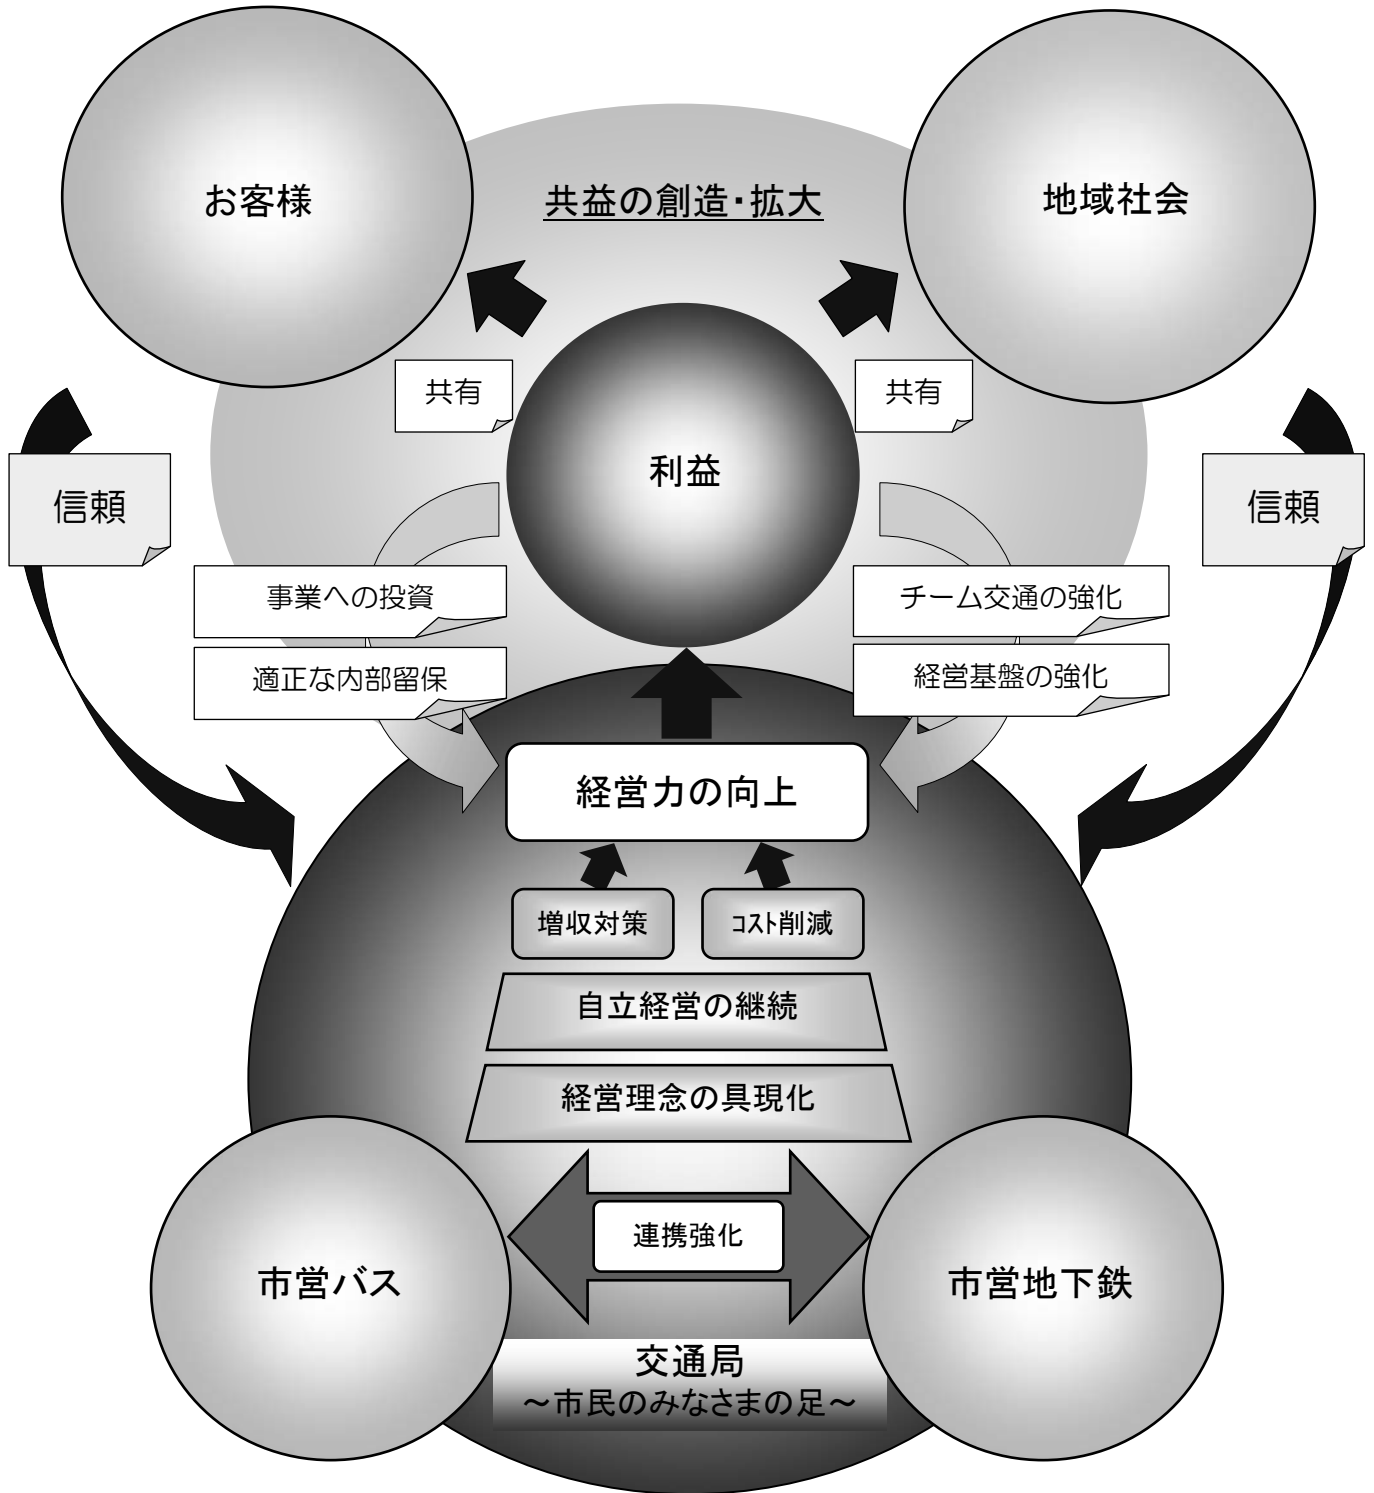 お客様
共益の創造・拡大
地域社会
共有
共有
利益
信頼
信頼
事業への投資
チーム交通の強化
適正な内部留保
経営基盤の強化
経営力の向上
増収対策
ｺｽﾄ削減
自立経営の継続
経営理念の具現化
連携強化
市営バス
市営地下鉄
交通局
～市民のみなさまの足～